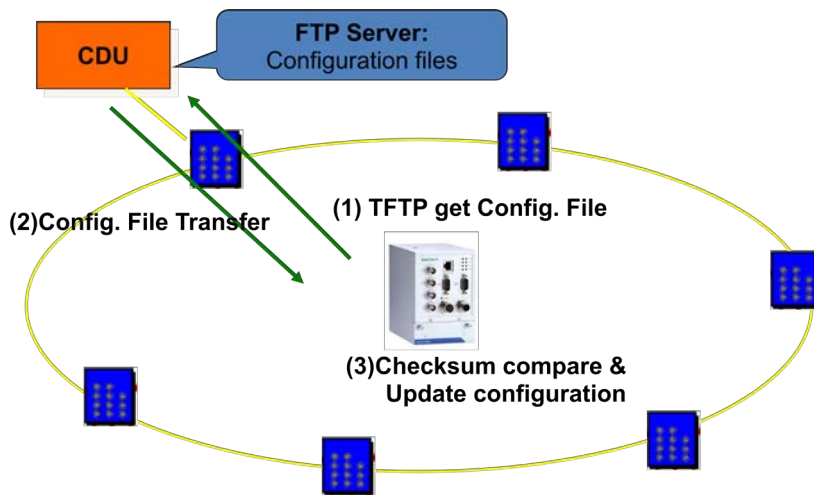 FTP Server:
Configuration files
CDU
(1) TFTP get Config. File
(2)Config. File Transfer
(3)Checksum compare &
Update configuration